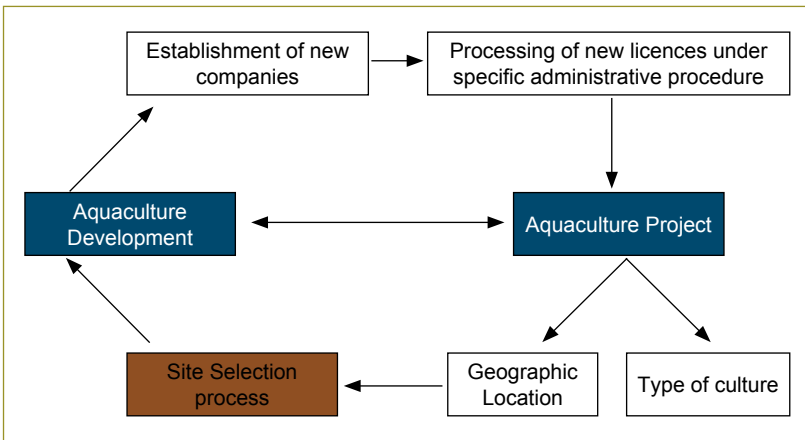 Establishment of new
companies
Processing of new licences under
specific administrative procedure
Aquaculture
Development
Aquaculture Project
Site Selection
process
Geographic
Location
Type of culture